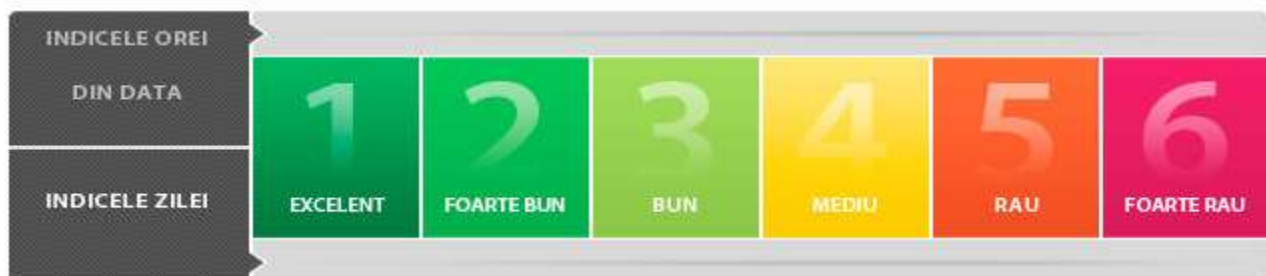 INDICELE OREI
DIN DATA
INDICELE ZILEI
1
EXCELENT
2
FOARTE BUN
3
BUN
4
MEDIU
5
RAU
6
FOARTE RAU